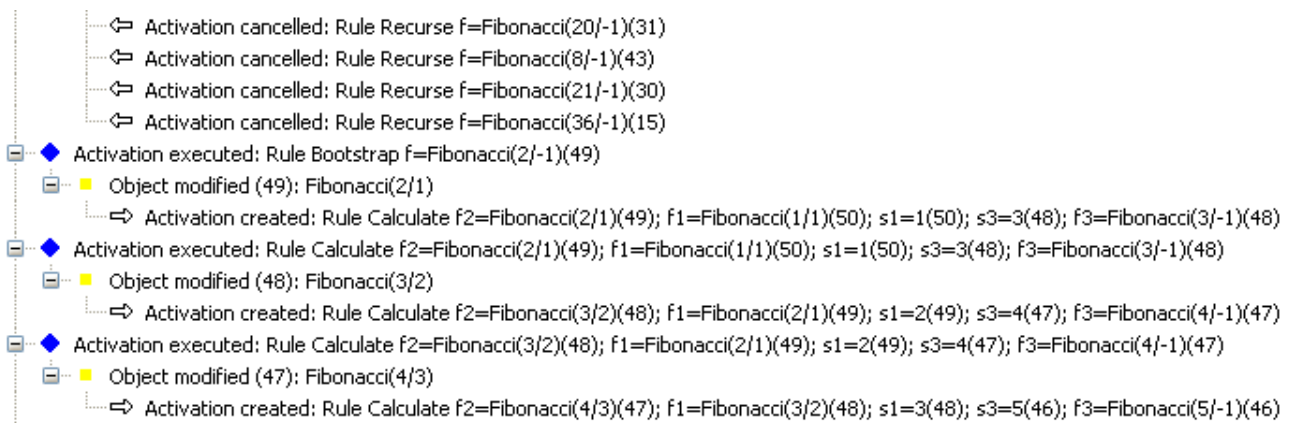 Activation cancelled: Rule Recurse f=Fibonacci(20/-1)(31)
Activation cancelled: Rule Recurse f=Fibonacci(8/-1)(43)
Activation cancelled: Rule Recurse f=Fibonacci(21/-1)(30)
Activation cancelled: Rule Recurse f=Fibonacci(36/-1)(15)
Activation executed: Rule Bootstrap f=Fibonacci(2/-1)(49)
Object modified (49): Fibonacci(2/1)
Activation created: Rule Calculate f2=Fibonacci(2/1)(49); f1=Fibonacci(1/1)(50); s1=1(50); s3=3(48); f3=Fibonacci(3/-1)(48)
Activation executed: Rule Calculate f2=Fibonacci(2/1)(49); f1=Fibonacci(1/1)(50); s1=1(50); s3=3(48); f3=Fibonacci(3/-1)(48)
Object modified (48): Fibonacci(3/2)
Activation created: Rule Calculate f2=Fibonacci(3/2)(48); f1=Fibonacci(2/1)(49); s1=2(49); s3=4(47); f3=Fibonacci(4/-1)(47)
Activation executed: Rule Calculate f2=Fibonacci(3/2)(48); f1=Fibonacci(2/1)(49); s1=2(49); s3=4(47); f3=Fibonacci(4/-1)(47)
Object modified (47): Fibonacci(4/3)
Activation created: Rule Calculate f2=Fibonacci(4/3)(47); f1=Fibonacci(3/2)(48); s1=3(48); s3=5(46); f3=Fibonacci(5/-1)(46)